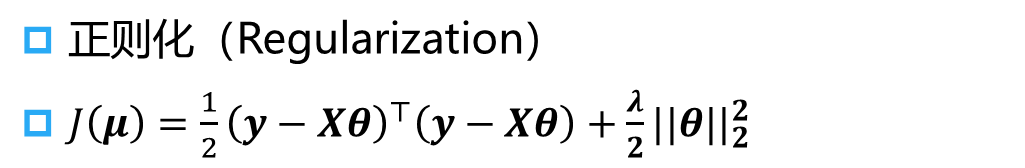 正则化（Regularization）
J(μ) = 1/2 (y − Xθ)⊤(y − Xθ) + λ/2 ||θ||₂²